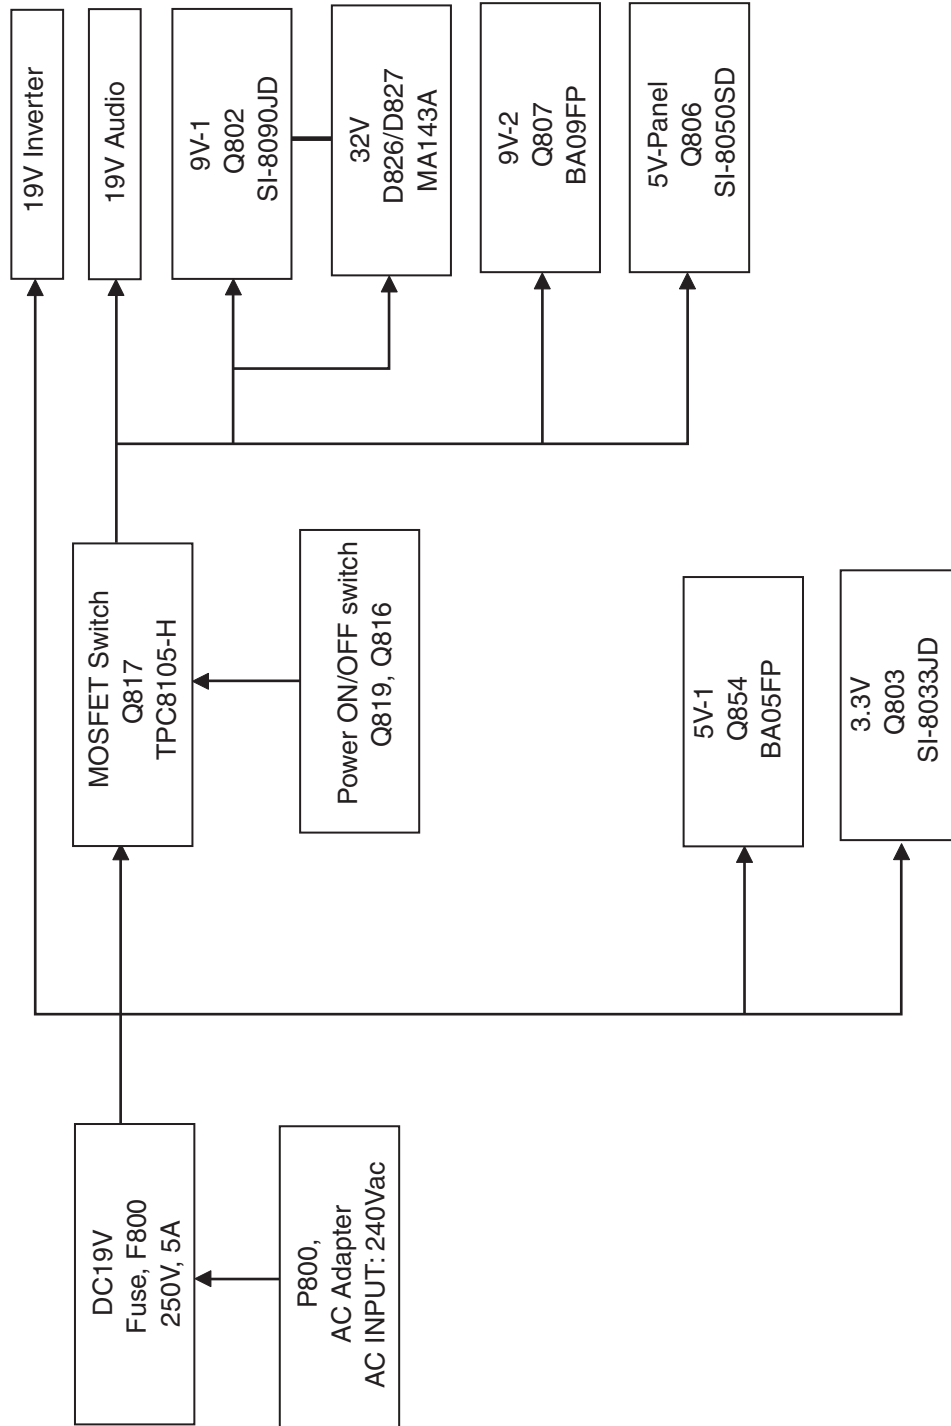 19V Inverter
19V Audio
9V-1
Q802
SI-8090JD
32V
D826/D827
MA143A
9V-2
Q807
BA09FP
5V-Panel
Q806
SI-8050SD
MOSFET Switch
Q817
TPC8105-H
Power ON/OFF switch
Q819, Q816
5V-1
Q854
BA05FP
3.3V
Q803
SI-8033JD
DC19V
Fuse, F800
250V, 5A
P800,
AC Adapter
AC INPUT: 240Vac